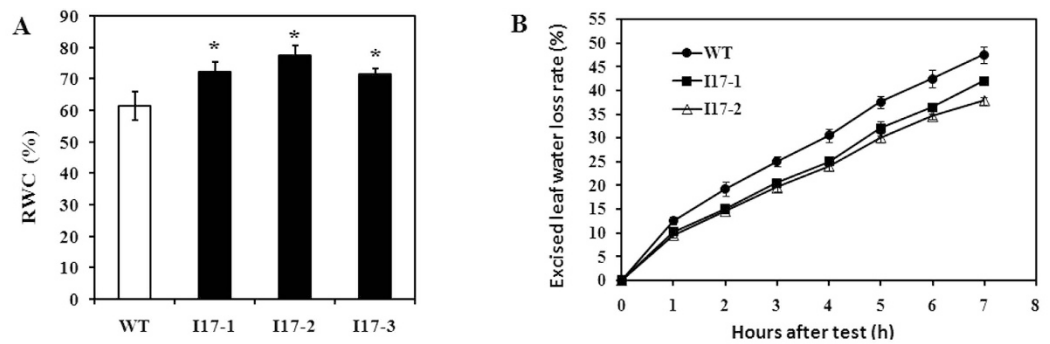 A
RWC (%)
90
80
70
60
50
40
30
20
10
0
*
*
*
WT I17-1 I17-2 I17-3
B
Excised leaf water loss rate (%)
55
50
45
40
35
30
25
20
15
10
5
0
WT
I17-1
I17-2
0 1 2 3 4 5 6 7 8
Hours after test (h)